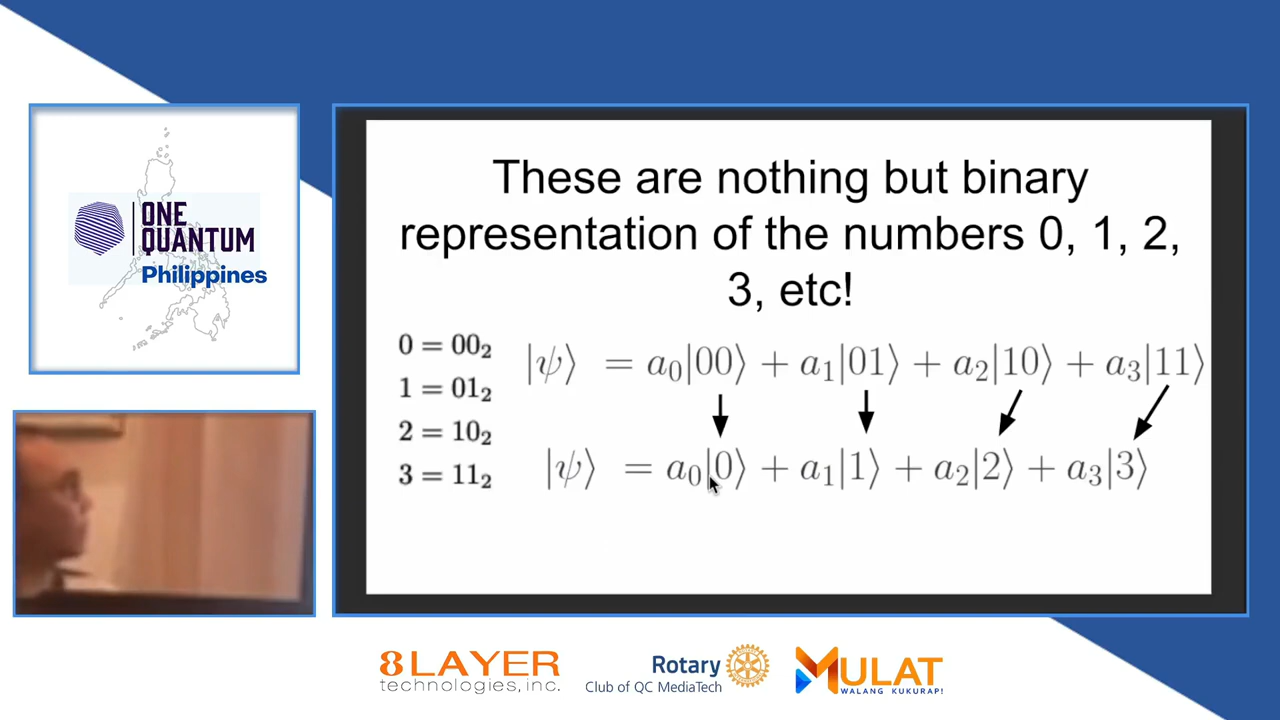 ONE
QUANTUM
Philippines
These are nothing but binary
representation of the numbers 0, 1, 2,
3, etc!
0 = 00₂
1 = 01₂
2 = 10₂
3 = 11₂
|ψ⟩ = a₀|00⟩ + a₁|01⟩ + a₂|10⟩ + a₃|11⟩
|ψ⟩ = a₀|0⟩ + a₁|1⟩ + a₂|2⟩ + a₃|3⟩
8LAYER
technologies, inc.
Rotary
Club of QC MediaTech
MULAT
WALANG KUKURAP!